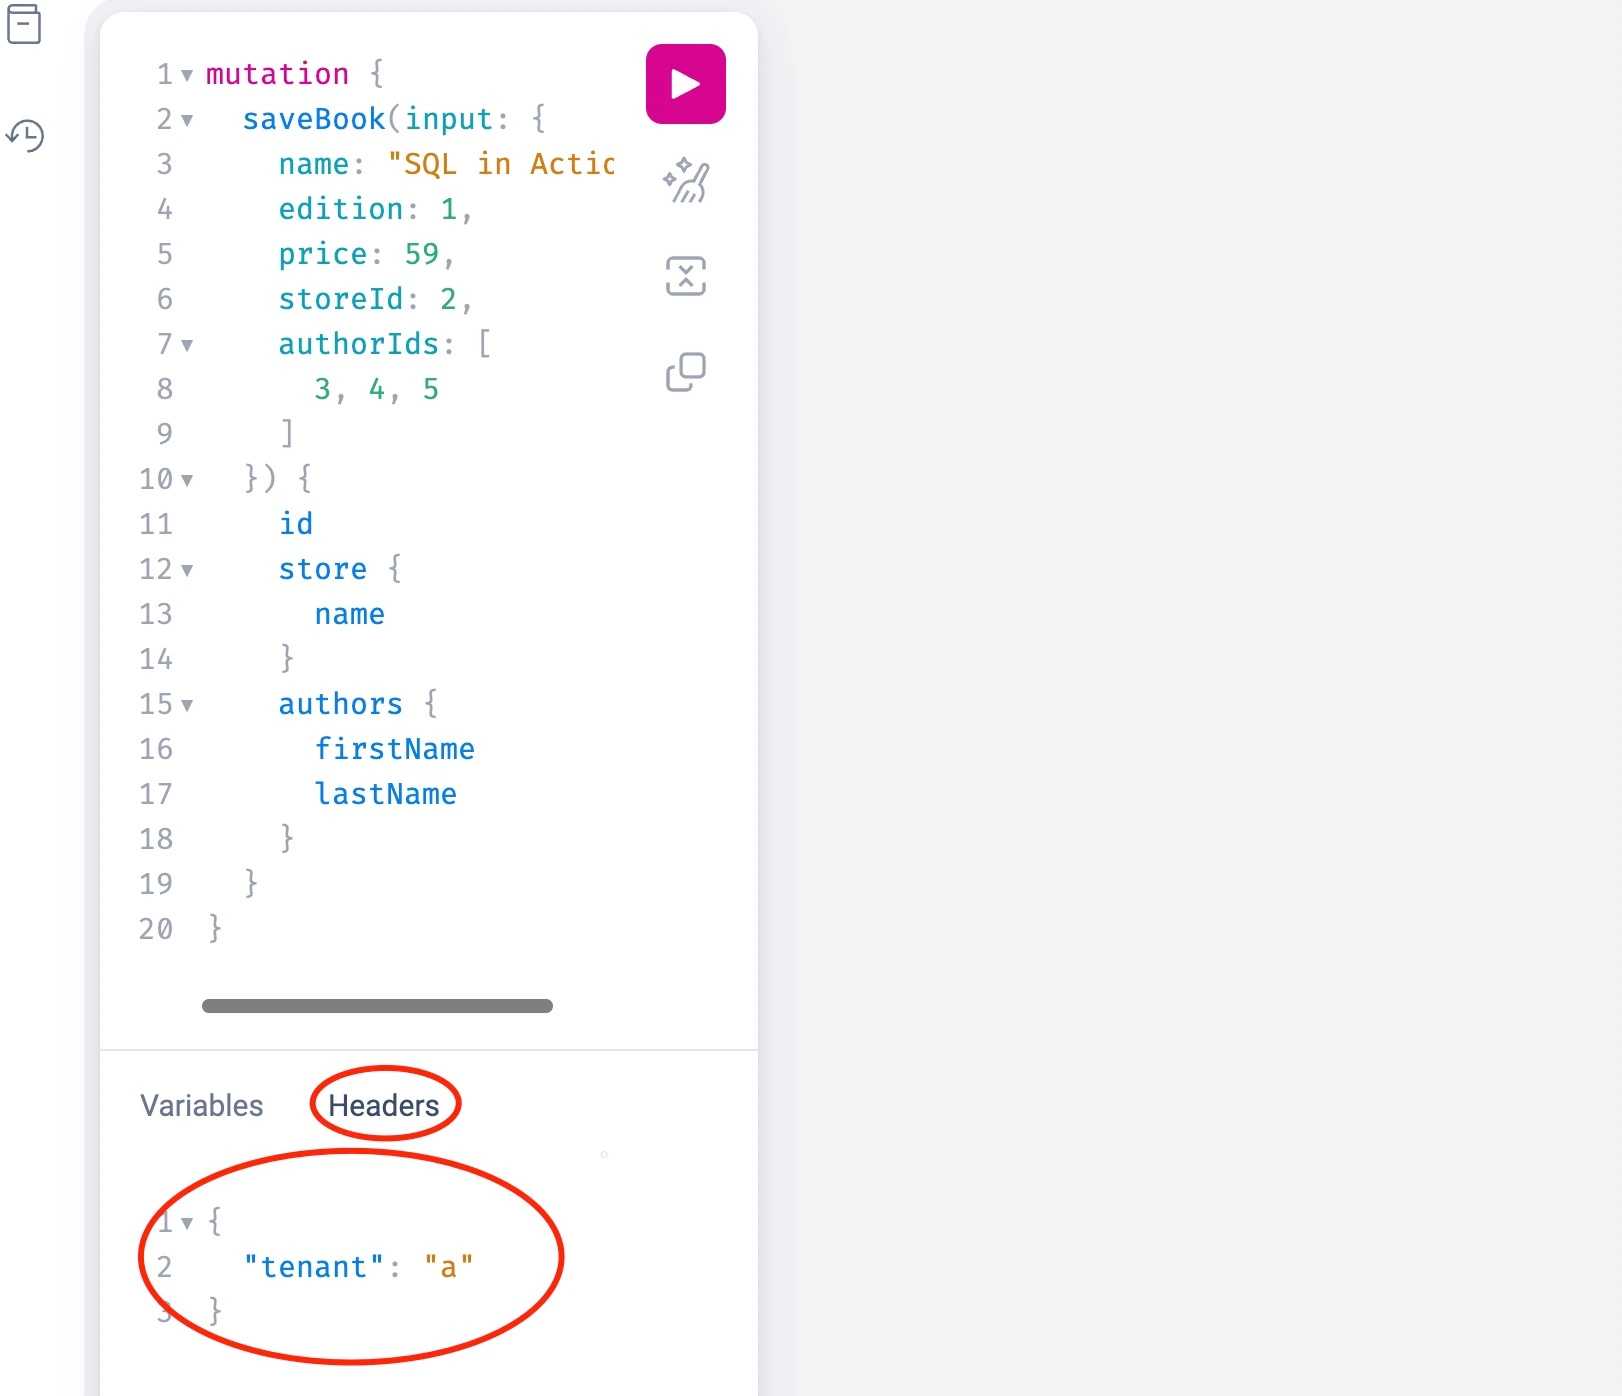 1 mutation {
2 saveBook(input: {
3 name: "SQL in Actio
4 edition: 1,
5 price: 59,
6 storeId: 2,
7 authorIds: [
8 3, 4, 5
9 ]
10 }) {
11 id
12 store {
13 name
14 }
15 authors {
16 firstName
17 lastName
18 }
19 }
20 }
Variables Headers
1 {
2 "tenant": "a"
3 }